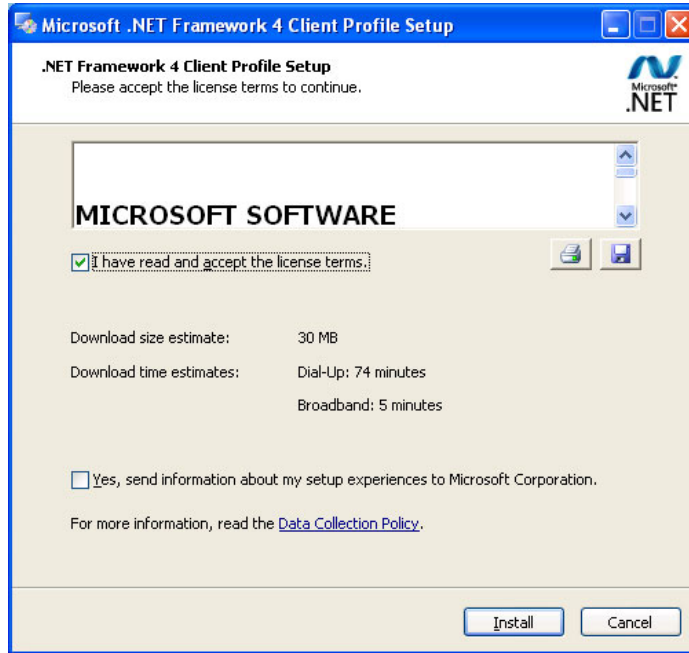 Microsoft .NET Framework 4 Client Profile Setup
.NET Framework 4 Client Profile Setup
Please accept the license terms to continue.
Microsoft
.NET
MICROSOFT SOFTWARE
I have read and accept the license terms.
Download size estimate: 30 MB
Download time estimates: Dial-Up: 74 minutes
Broadband: 5 minutes
Yes, send information about my setup experiences to Microsoft Corporation.
For more information, read the Data Collection Policy.
Install Cancel